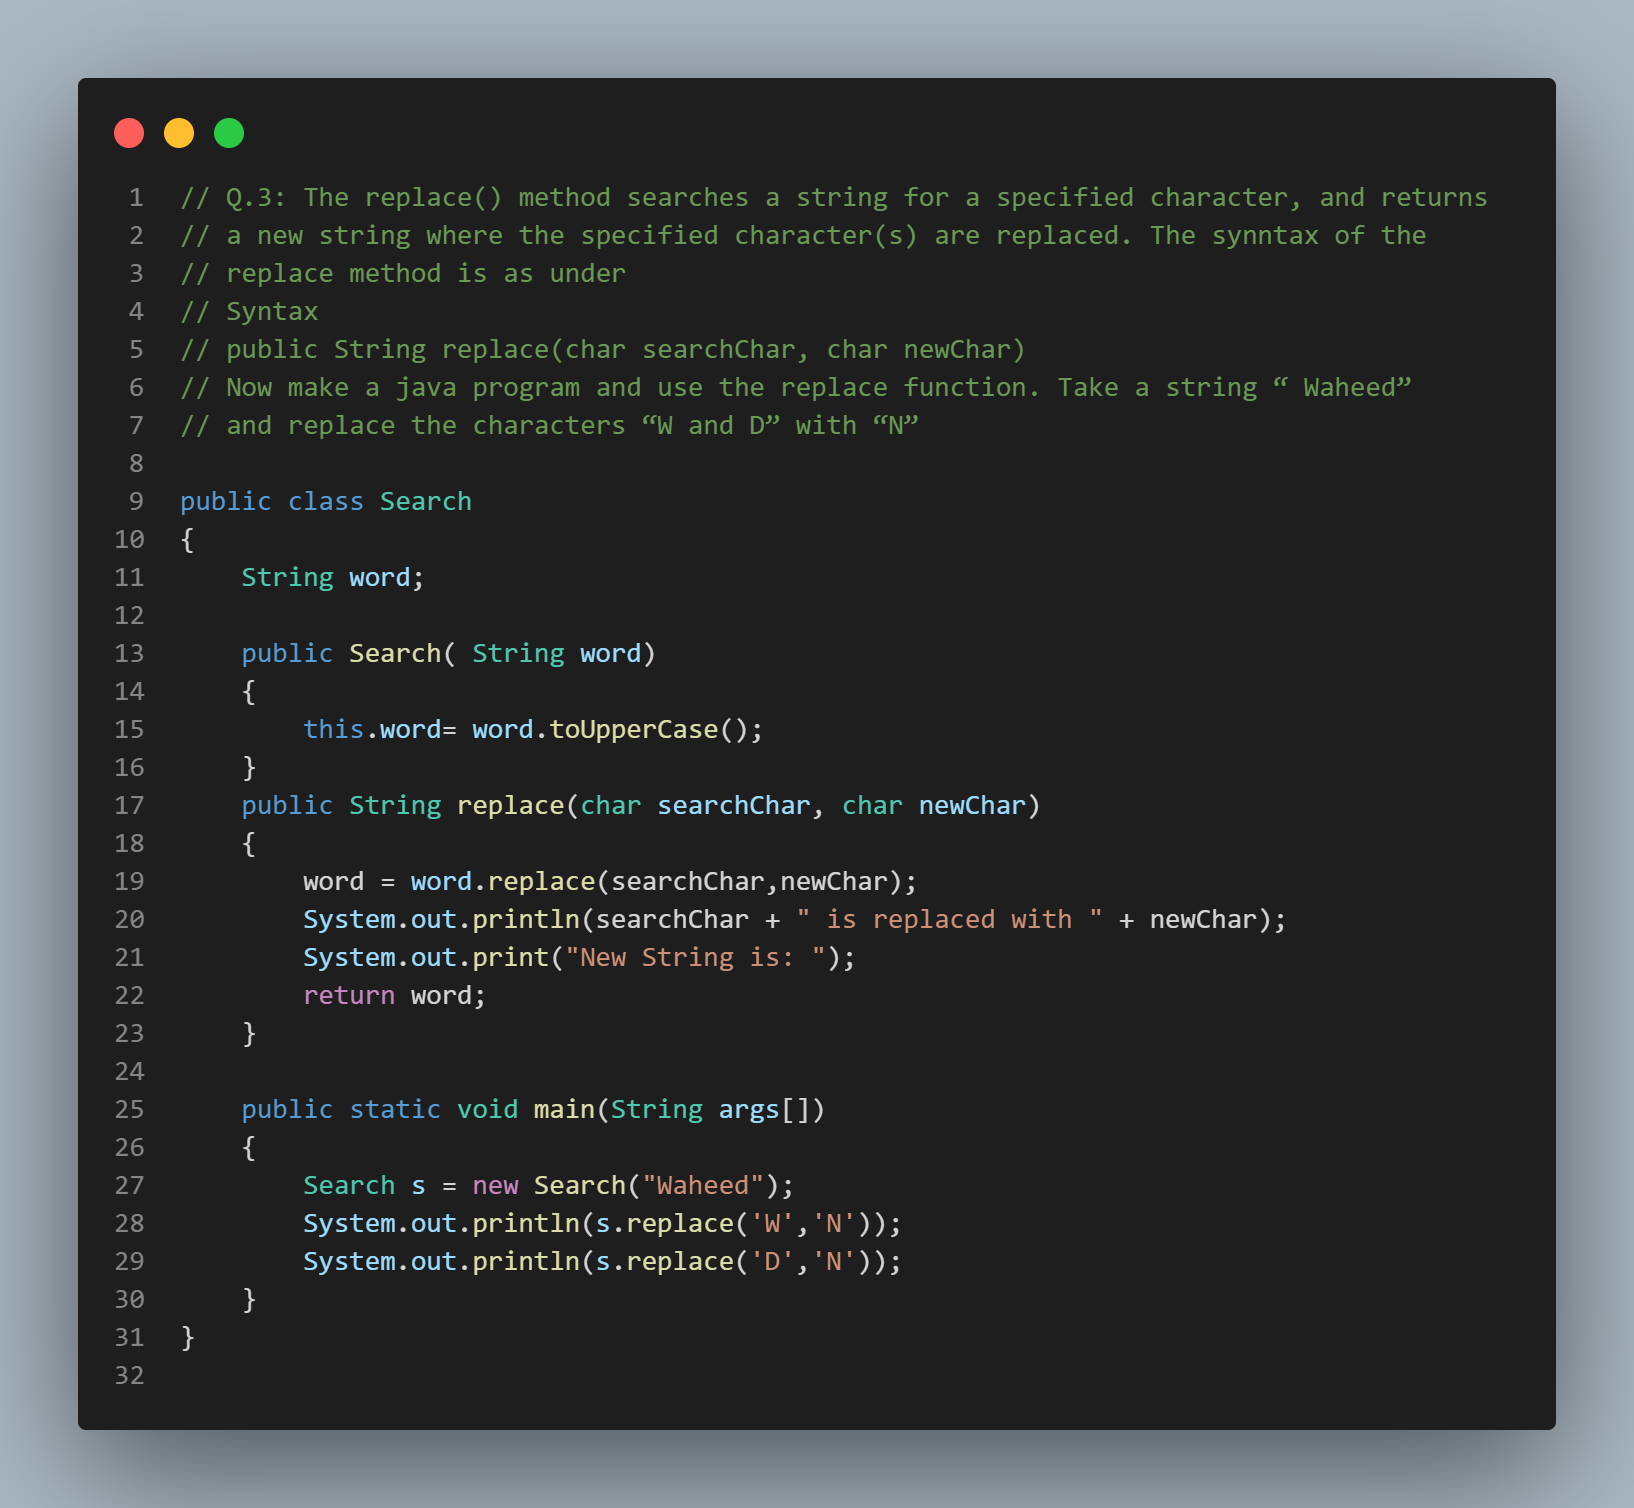 1 // Q.3: The replace() method searches a string for a specified character, and returns
2 // a new string where the specified character(s) are replaced. The synntax of the
3 // replace method is as under
4 // Syntax
5 // public String replace(char searchChar, char newChar)
6 // Now make a java program and use the replace function. Take a string “ Waheed”
7 // and replace the characters “W and D” with “N”
8
9 public class Search
10 {
11     String word;
12
13     public Search( String word)
14     {
15         this.word= word.toUpperCase();
16     }
17     public String replace(char searchChar, char newChar)
18     {
19         word = word.replace(searchChar,newChar);
20         System.out.println(searchChar + " is replaced with " + newChar);
21         System.out.print("New String is: ");
22         return word;
23     }
24
25     public static void main(String args[])
26     {
27         Search s = new Search("Waheed");
28         System.out.println(s.replace('W','N'));
29         System.out.println(s.replace('D','N'));
30     }
31 }
32